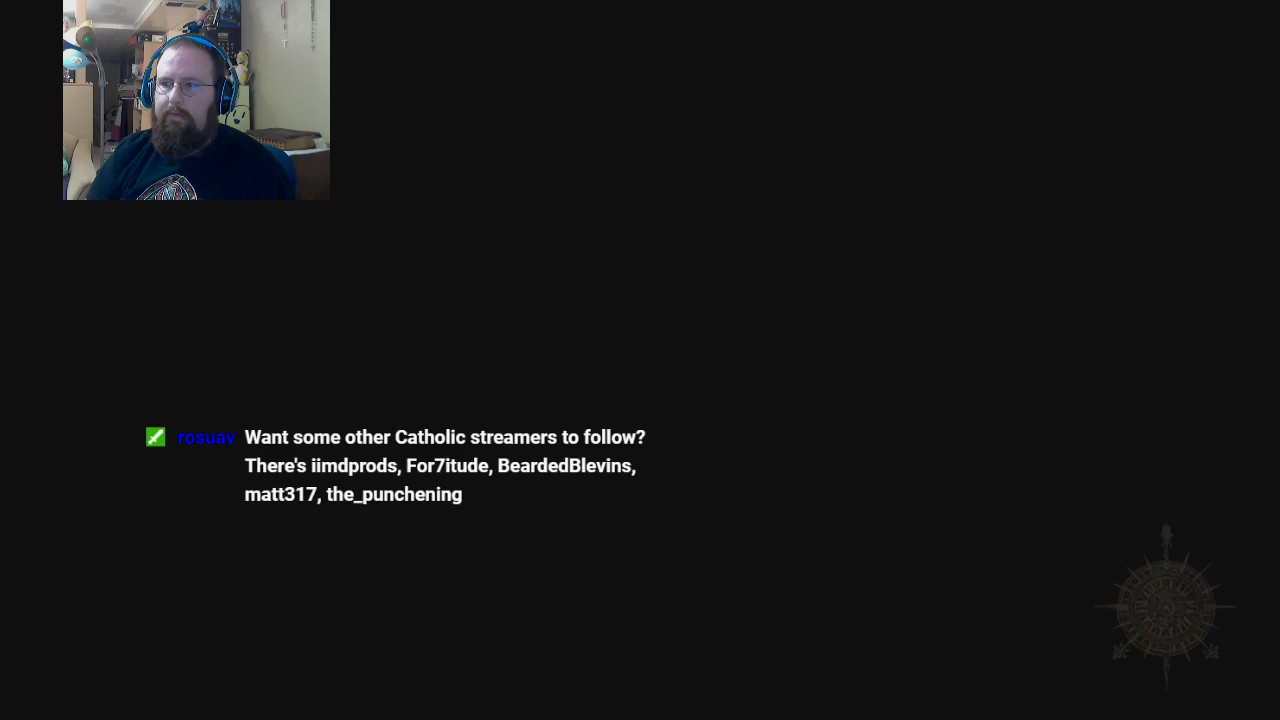 rosuav Want some other Catholic streamers to follow?
There's iimdprods, For7itude, BeardedBlevins,
matt317, the_punchening